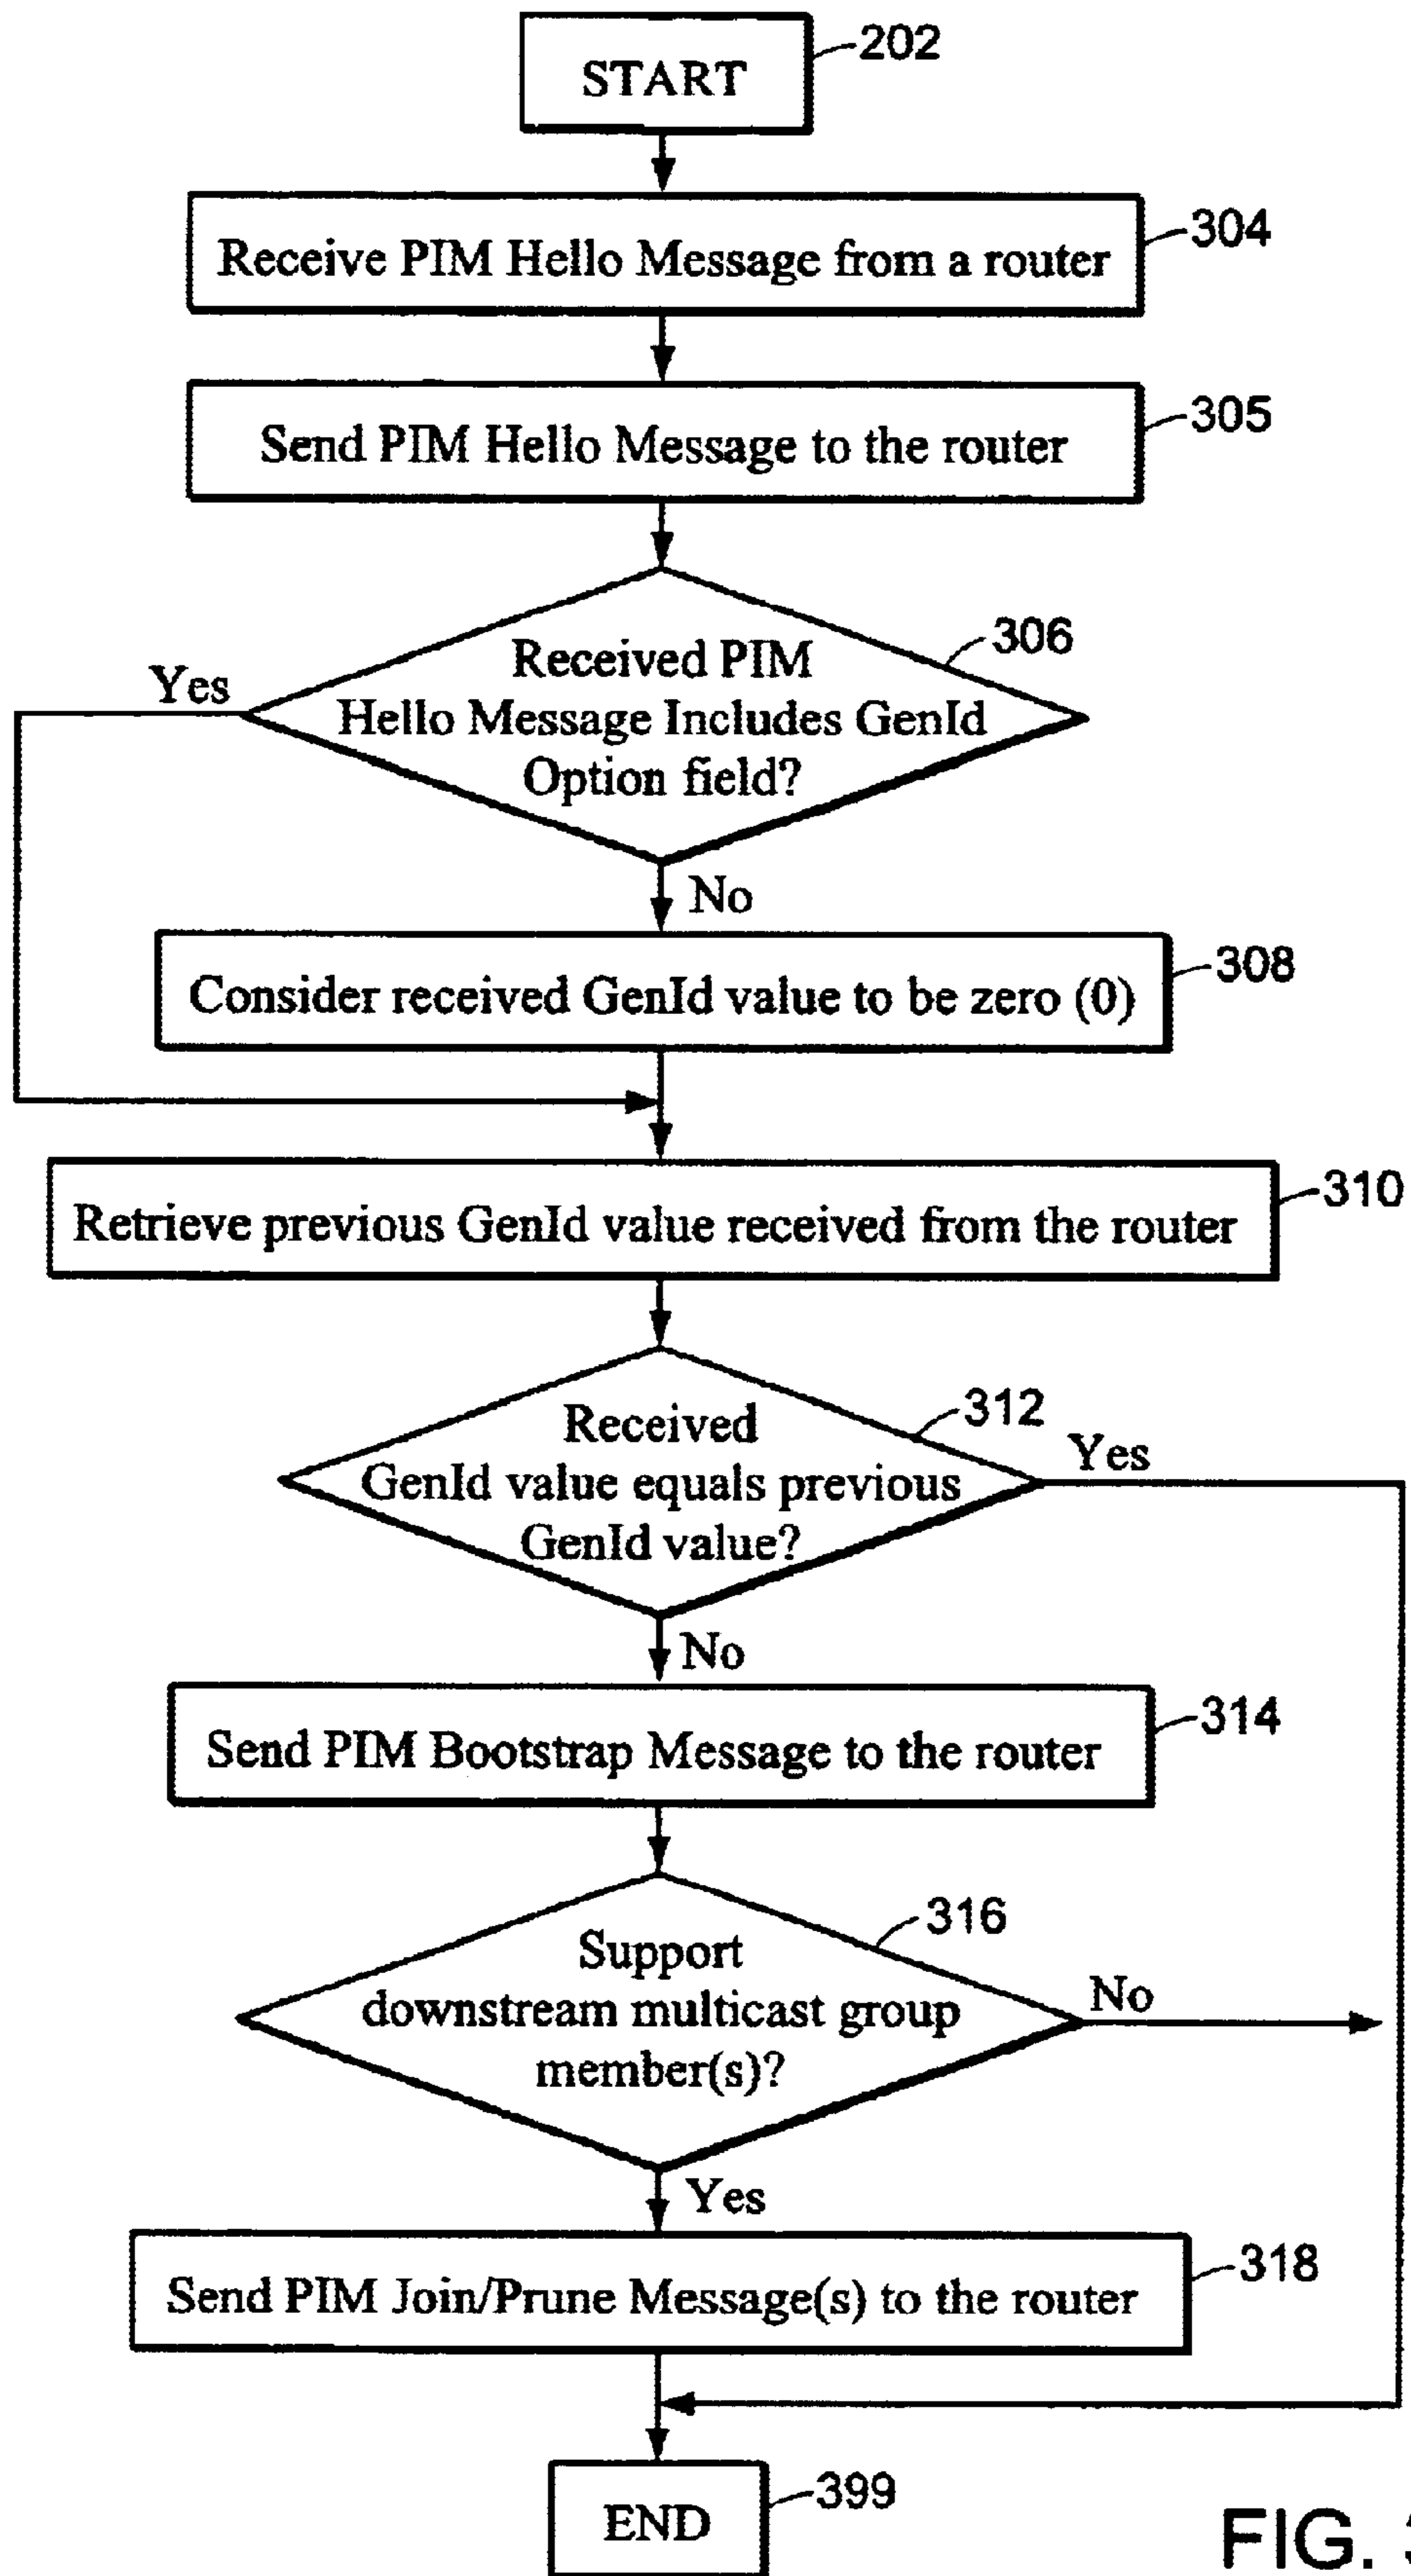 START
202
Receive PIM Hello Message from a router
304
Send PIM Hello Message to the router
305
Received PIM
Hello Message Includes GenId
Option field?
306
Yes
No
Consider received GenId value to be zero (0)
308
Retrieve previous GenId value received from the router
310
Received
GenId value equals previous
GenId value?
312
Yes
No
Send PIM Bootstrap Message to the router
314
Support
downstream multicast group
member(s)?
316
No
Yes
Send PIM Join/Prune Message(s) to the router
318
END
399
FIG.